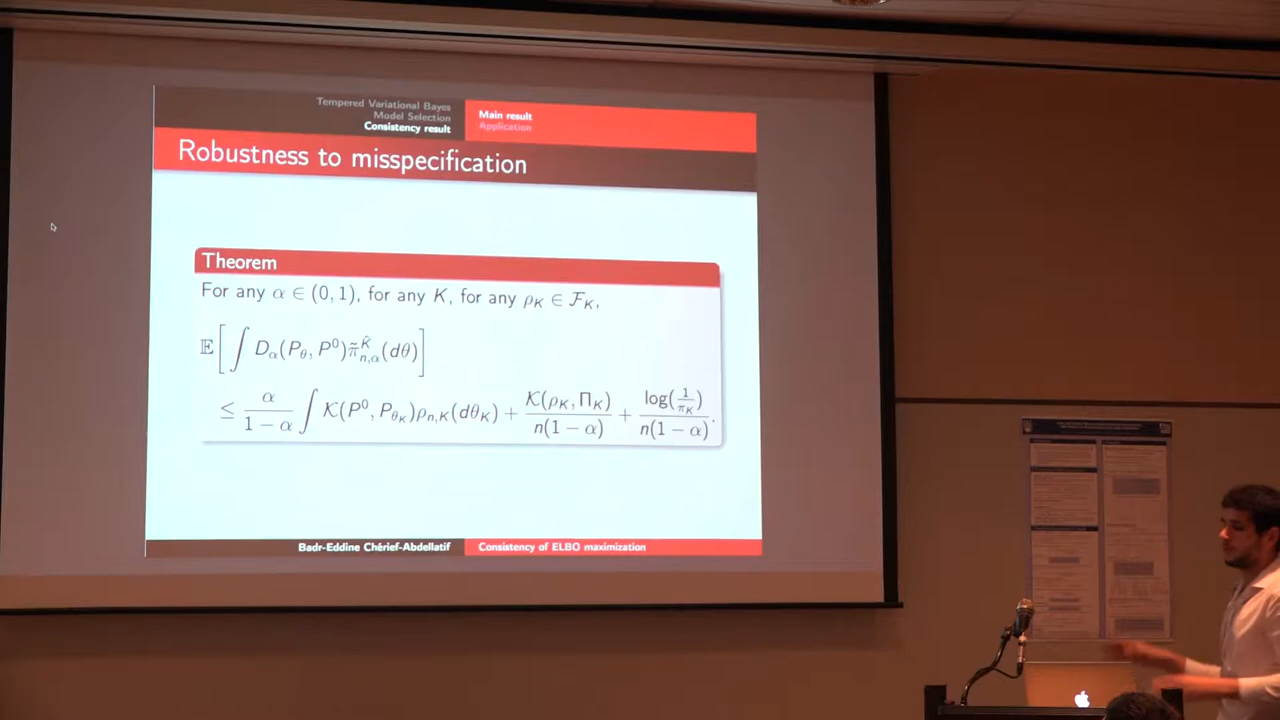 Tempered Variational Bayes
Model Selection
Consistency result
Main result
Application
Robustness to misspecification
Theorem
For any α ∈ (0, 1), for any K, for any ρ_K ∈ ℱ_K,
𝔼[∫ D_α(P_θ, P^0) π̃_{n,α}^{K̂}(dθ)]
≤ α/(1 − α) ∫ 𝒦(P^0, P_{θ_K})ρ_{n,K}(dθ_K) + 𝒦(ρ_K, Π_K)/(n(1 − α)) + log(1/π_K)/(n(1 − α)).
Badr-Eddine Chérief-Abdellatif
Consistency of ELBO maximization